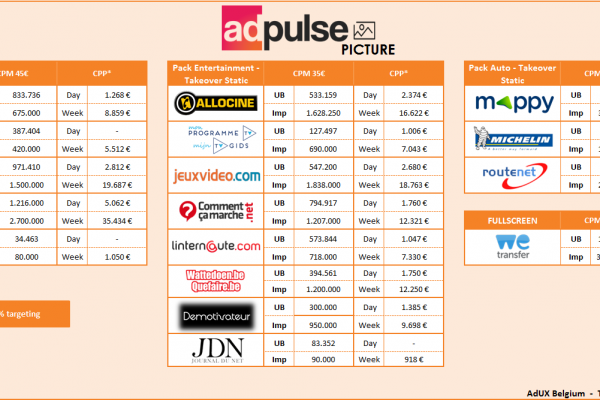 adpulse
PICTURE
CPM 45€ CPP*
833.736 Day 1.268 €
675.000 Week 8.859 €
387.404 Day -
420.000 Week 5.512 €
971.410 Day 2.812 €
1.500.000 Week 19.687 €
1.216.000 Day 5.062 €
2.700.000 Week 35.434 €
34.463 Day -
80.000 Week 1.050 €
% targeting
Pack Entertainment - Takeover Static CPM 35€ CPP*
ALLOCINE UB 533.159 Day 2.374 €
Imp 1.628.250 Week 16.622 €
mon PROGRAMME TV UB 127.497 Day 1.006 €
mijn TV GIDS Imp 690.000 Week 7.043 €
jeuxvideo.com UB 547.200 Day 2.680 €
Imp 1.838.000 Week 18.763 €
Comment ça marche.net UB 794.917 Day 1.760 €
Imp 1.207.000 Week 12.321 €
linternaute.com UB 573.844 Day 1.047 €
Imp 718.000 Week 7.330 €
Wattedoen.be UB 394.561 Day 1.750 €
Quefaire.be Imp 1.200.000 Week 12.250 €
Demotivateur UB 300.000 Day 1.385 €
Imp 950.000 Week 9.698 €
JDN UB 83.352 Day -
JOURNAL DU NET Imp 90.000 Week 918 €
Pack Auto - Takeover Static CPM
mappy UB
Imp
MICHELIN UB
Imp
routenet UB
Imp
FULLSCREEN CPM
we UB
transfer Imp
AdUX Belgium - T